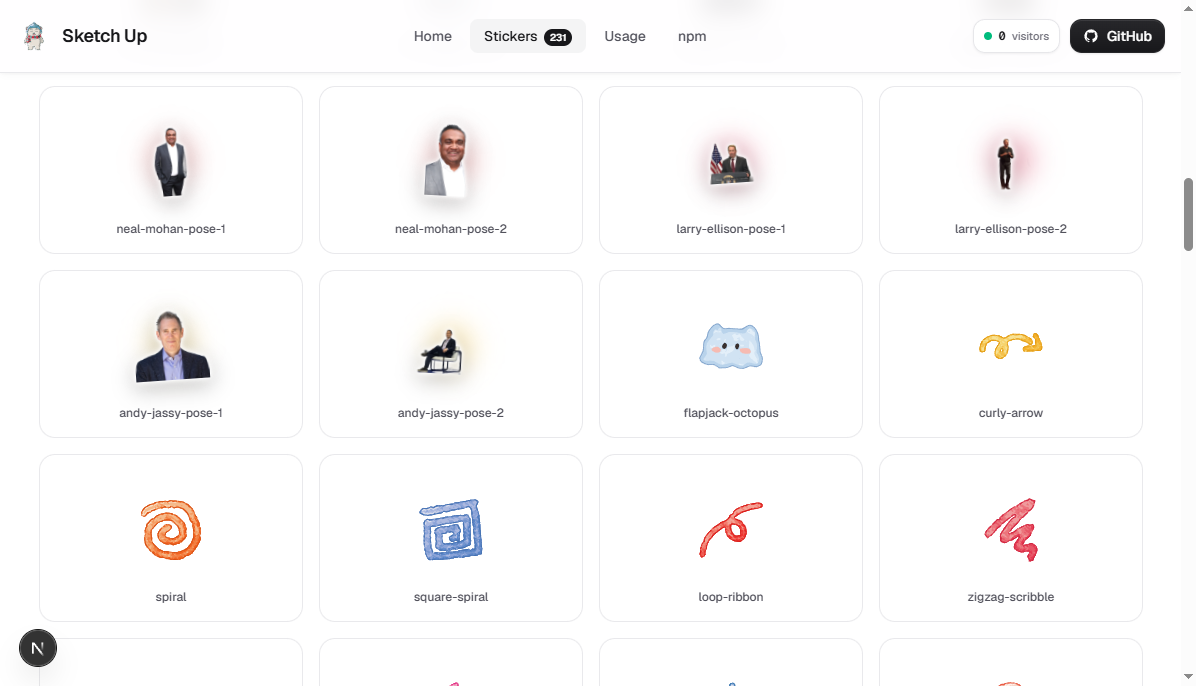 Sketch Up
Home
Stickers 231
Usage
npm
0 visitors
GitHub
neal-mohan-pose-1
neal-mohan-pose-2
larry-ellison-pose-1
larry-ellison-pose-2
andy-jassy-pose-1
andy-jassy-pose-2
flapjack-octopus
curly-arrow
spiral
square-spiral
loop-ribbon
zigzag-scribble
N